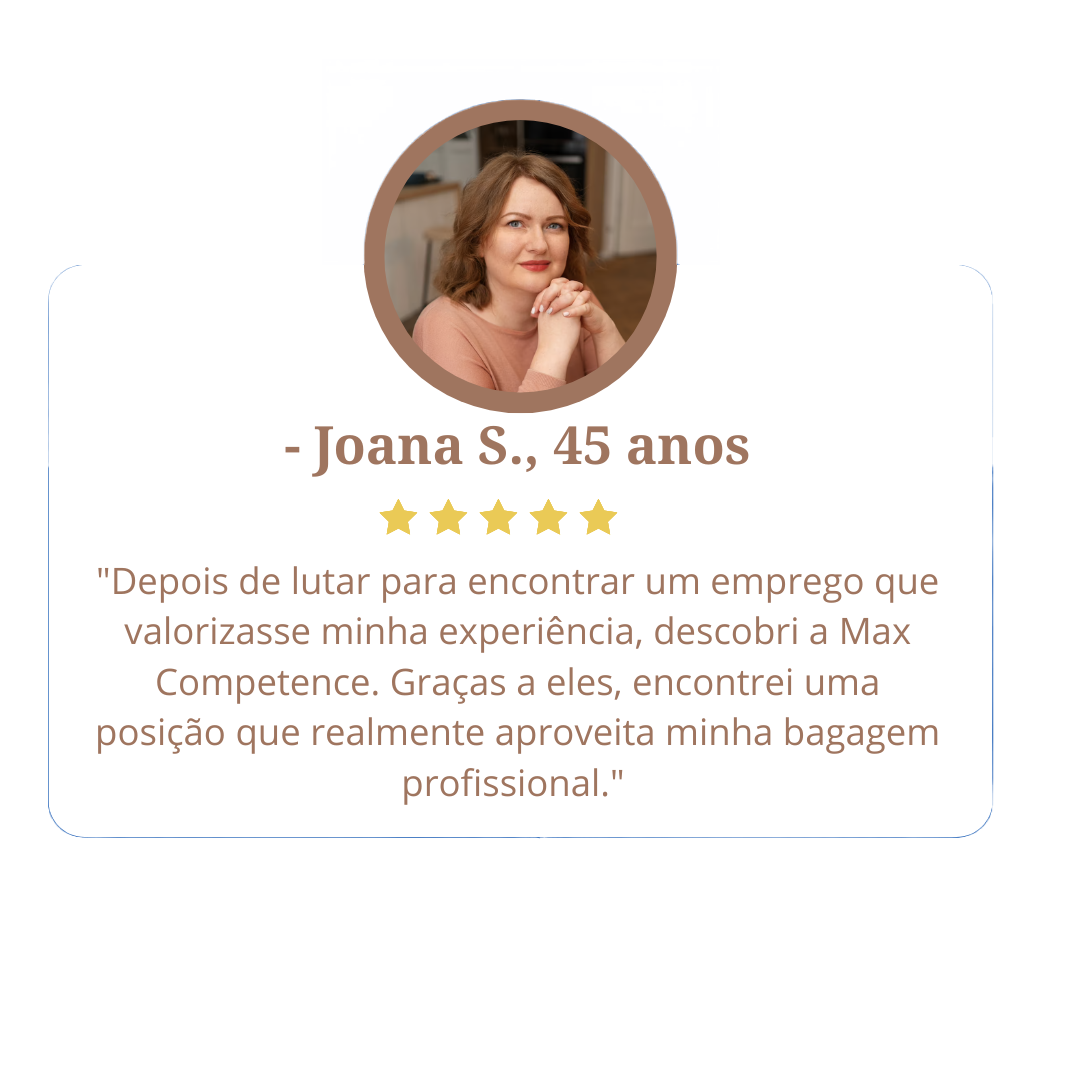 - Joana S., 45 anos
"Depois de lutar para encontrar um emprego que
valorizasse minha experiência, descobri a Max
Competence. Graças a eles, encontrei uma
posição que realmente aproveita minha bagagem
profissional."